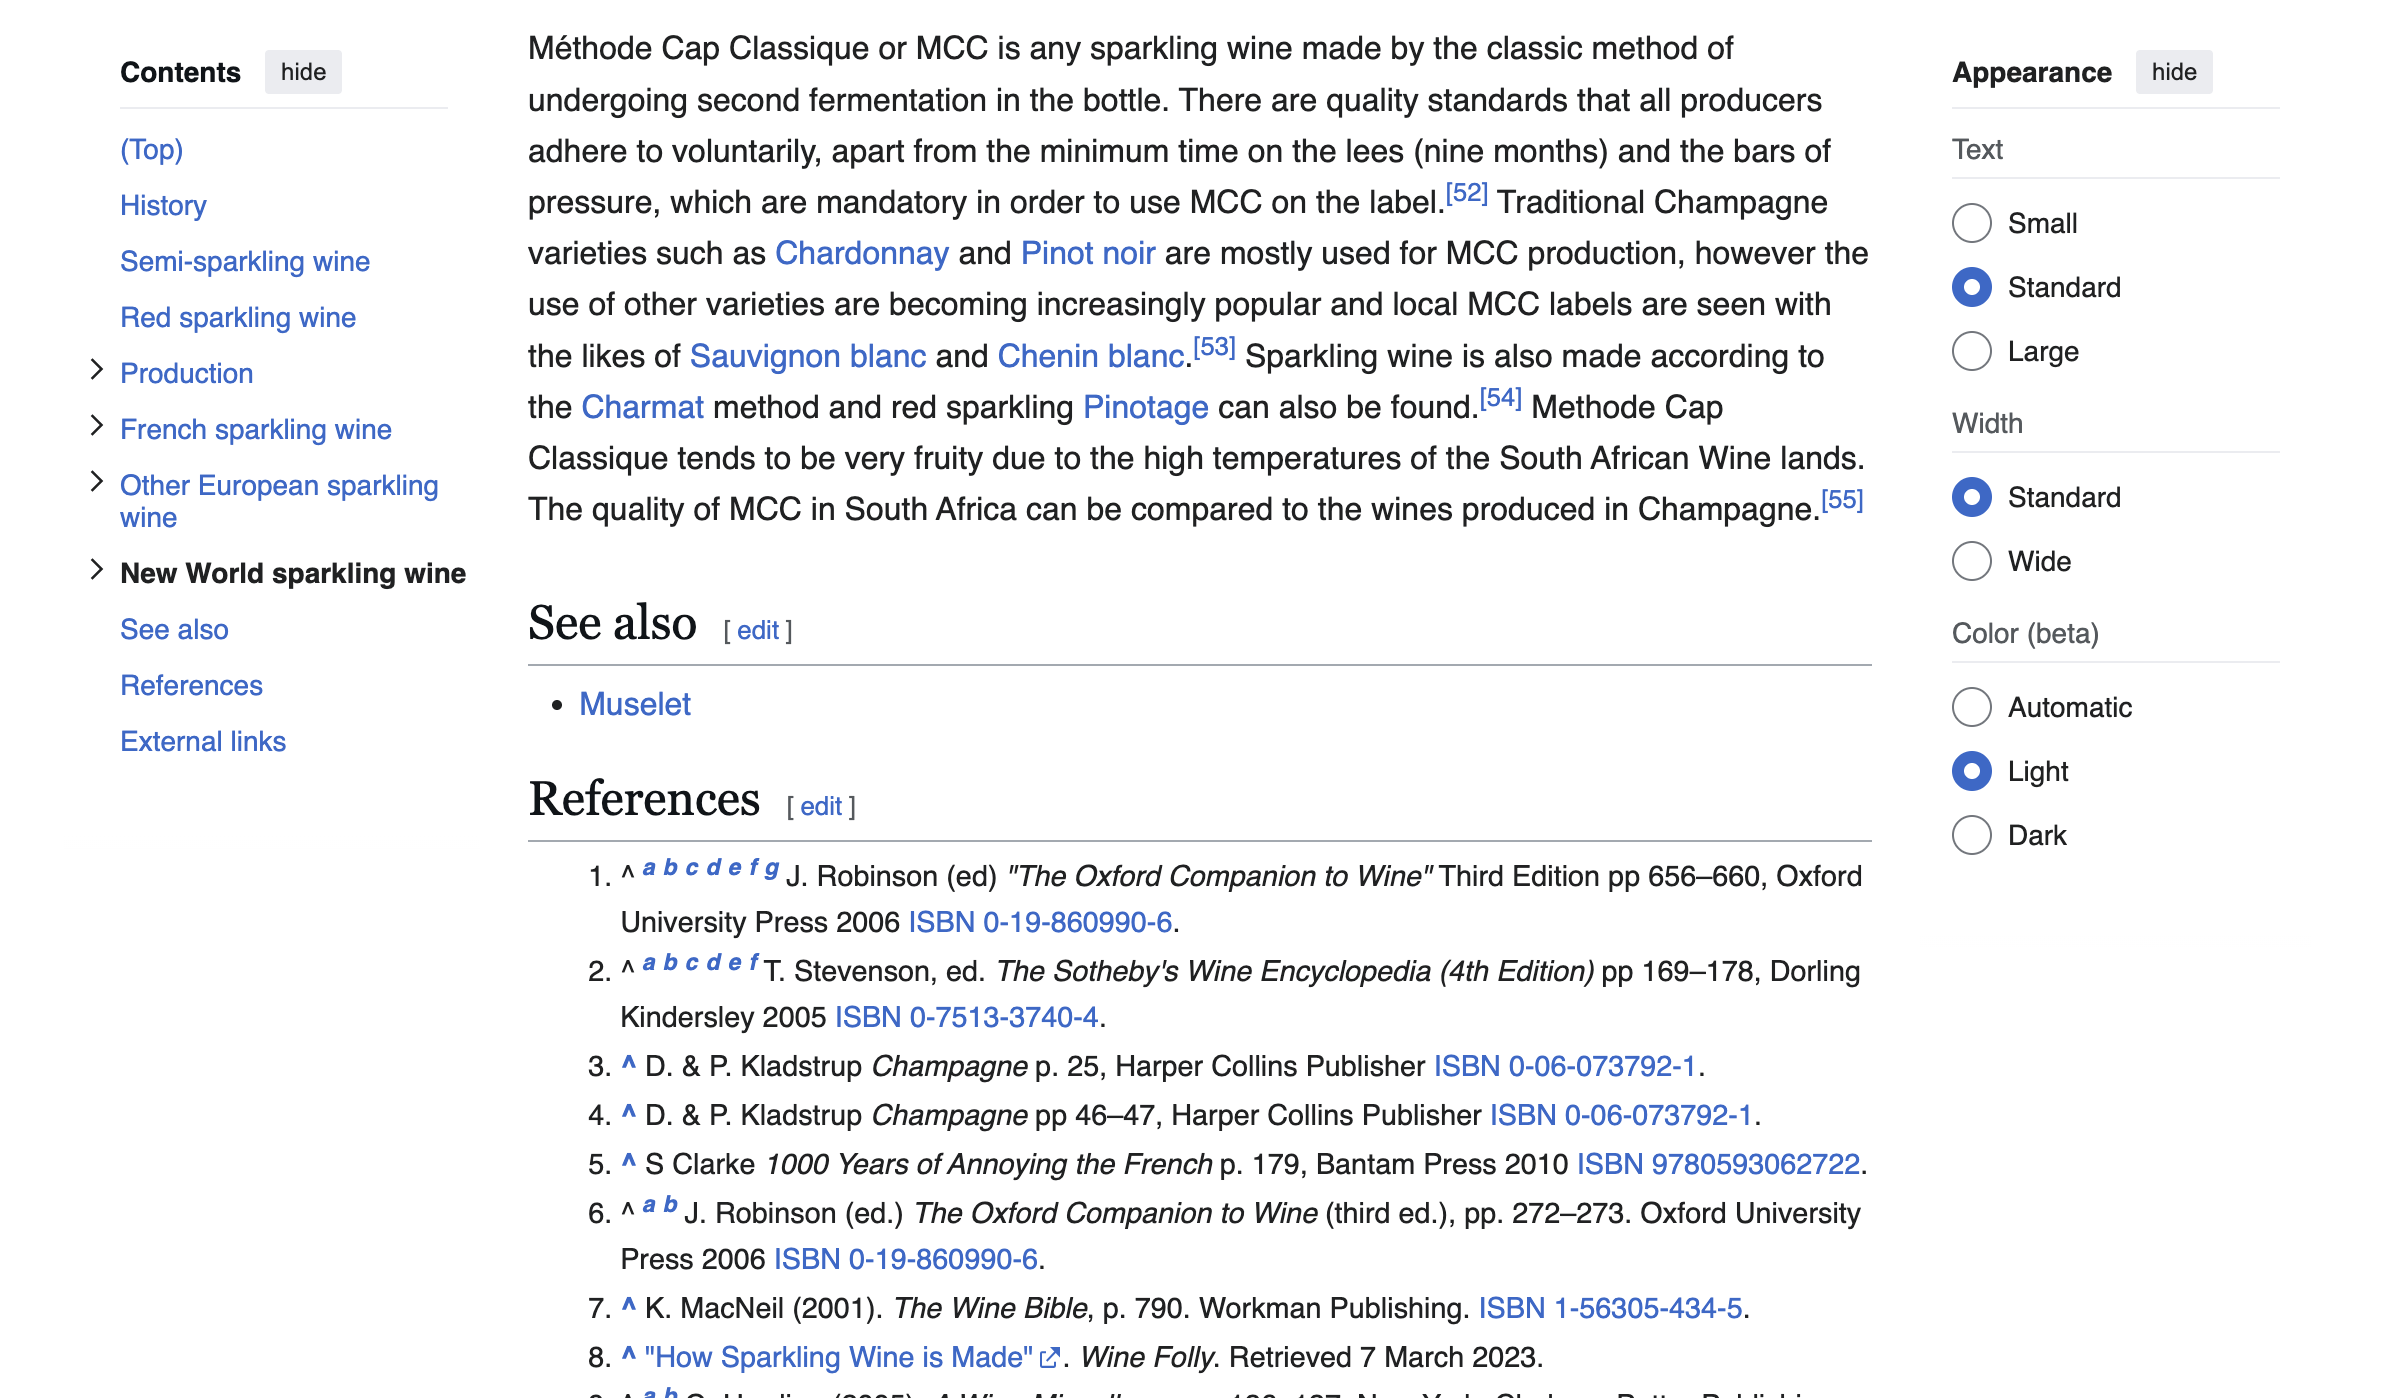 Contents hide
(Top)
History
Semi-sparkling wine
Red sparkling wine
Production
French sparkling wine
Other European sparkling
wine
New World sparkling wine
See also
References
External links
Méthode Cap Classique or MCC is any sparkling wine made by the classic method of
undergoing second fermentation in the bottle. There are quality standards that all producers
adhere to voluntarily, apart from the minimum time on the lees (nine months) and the bars of
pressure, which are mandatory in order to use MCC on the label.[52] Traditional Champagne
varieties such as Chardonnay and Pinot noir are mostly used for MCC production, however the
use of other varieties are becoming increasingly popular and local MCC labels are seen with
the likes of Sauvignon blanc and Chenin blanc.[53] Sparkling wine is also made according to
the Charmat method and red sparkling Pinotage can also be found.[54] Methode Cap
Classique tends to be very fruity due to the high temperatures of the South African Wine lands.
The quality of MCC in South Africa can be compared to the wines produced in Champagne.[55]
See also [ edit ]
• Muselet
References [ edit ]
1. ^ a b c d e f g J. Robinson (ed) "The Oxford Companion to Wine" Third Edition pp 656–660, Oxford
University Press 2006 ISBN 0-19-860990-6.
2. ^ a b c d e f T. Stevenson, ed. The Sotheby's Wine Encyclopedia (4th Edition) pp 169–178, Dorling
Kindersley 2005 ISBN 0-7513-3740-4.
3. ^ D. & P. Kladstrup Champagne p. 25, Harper Collins Publisher ISBN 0-06-073792-1.
4. ^ D. & P. Kladstrup Champagne pp 46–47, Harper Collins Publisher ISBN 0-06-073792-1.
5. ^ S Clarke 1000 Years of Annoying the French p. 179, Bantam Press 2010 ISBN 9780593062722.
6. ^ a b J. Robinson (ed.) The Oxford Companion to Wine (third ed.), pp. 272–273. Oxford University
Press 2006 ISBN 0-19-860990-6.
7. ^ K. MacNeil (2001). The Wine Bible, p. 790. Workman Publishing. ISBN 1-56305-434-5.
8. ^ "How Sparkling Wine is Made". Wine Folly. Retrieved 7 March 2023.
Appearance hide
Text
Small
Standard
Large
Width
Standard
Wide
Color (beta)
Automatic
Light
Dark